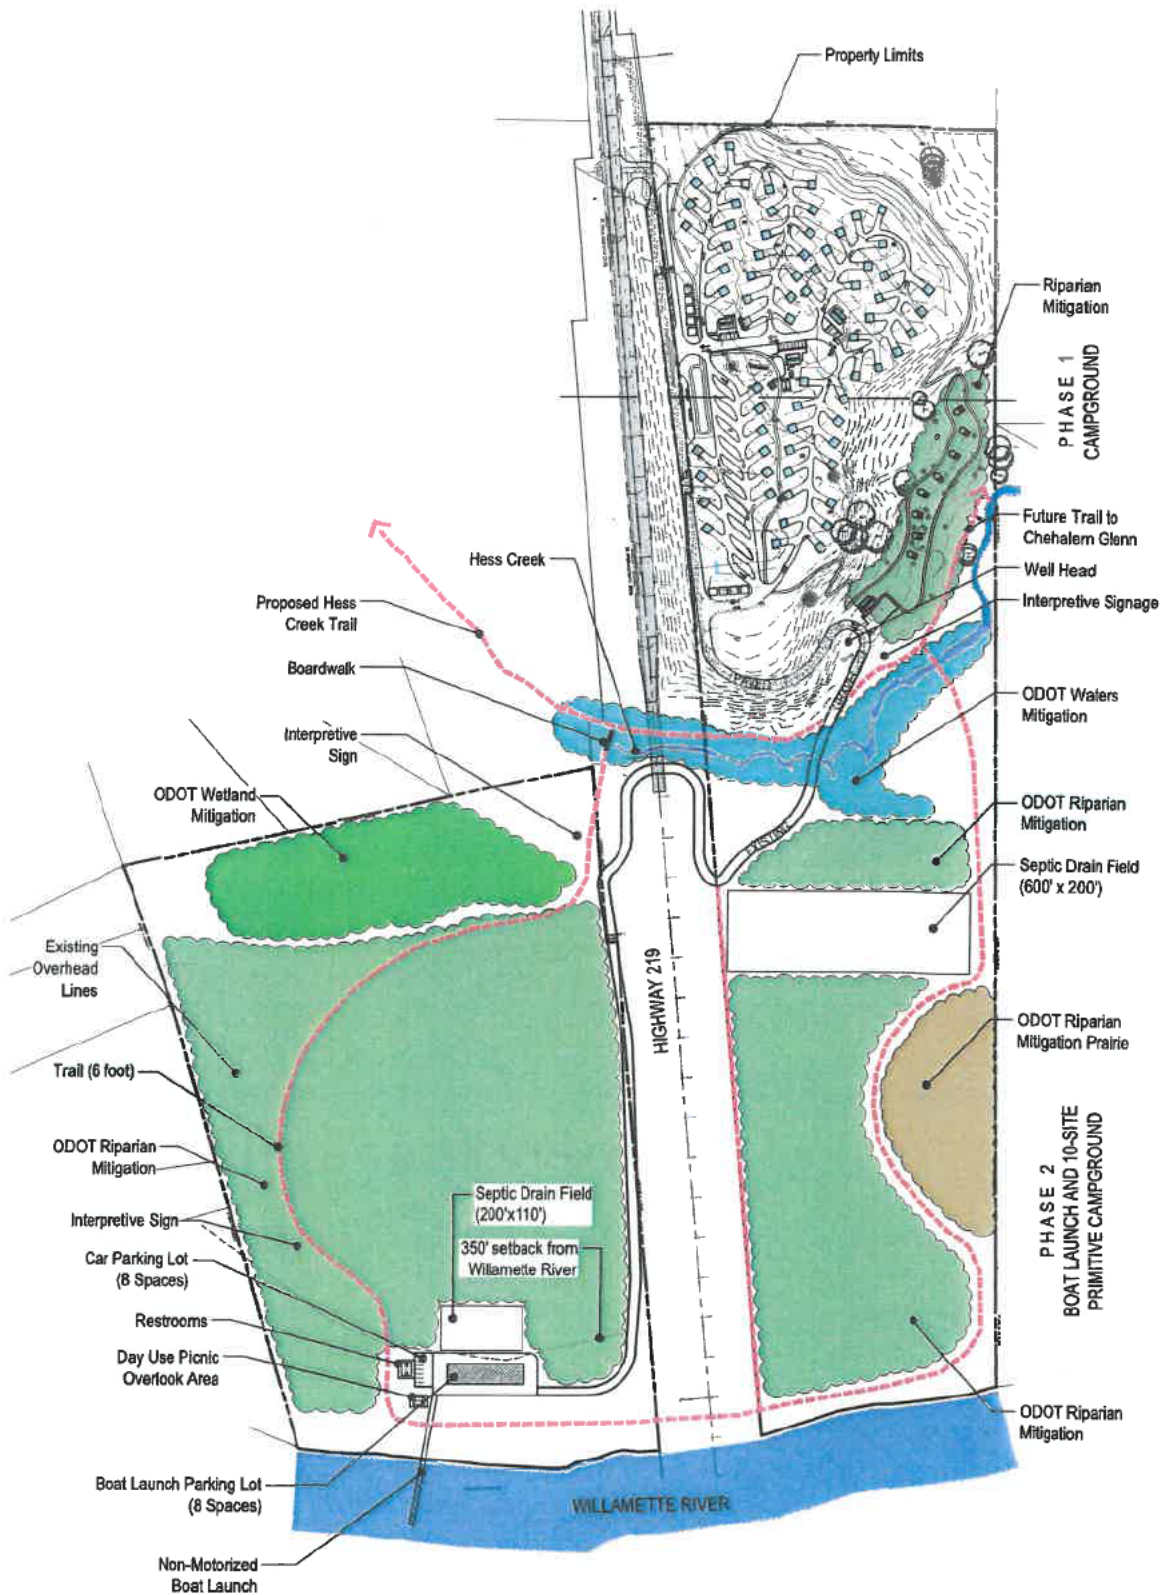 Property Limits
Riparian
Mitigation
PHASE 1
CAMPGROUND
Future Trail to
Chehalem Glenn
Well Head
Interpretive Signage
Hess Creek
Proposed Hess
Creek Trail
Boardwalk
Interpretive
Sign
ODOT Waters
Mitigation
ODOT Wetland
Mitigation
ODOT Riparian
Mitigation
EXISTING
Septic Drain Field
(600' x 200')
Existing
Overhead
Lines
HIGHWAY 219
ODOT Riparian
Mitigation Prairie
Trail (6 foot)
ODOT Riparian
Mitigation
Interpretive Sign
Septic Drain Field
(200'x110')
350' setback from
Willamette River
PHASE 2
BOAT LAUNCH AND 10-SITE
PRIMITIVE CAMPGROUND
Car Parking Lot
(8 Spaces)
Restrooms
Day Use Picnic
Overlook Area
ODOT Riparian
Mitigation
Boat Launch Parking Lot
(8 Spaces)
WILLAMETTE RIVER
Non-Motorized
Boat Launch